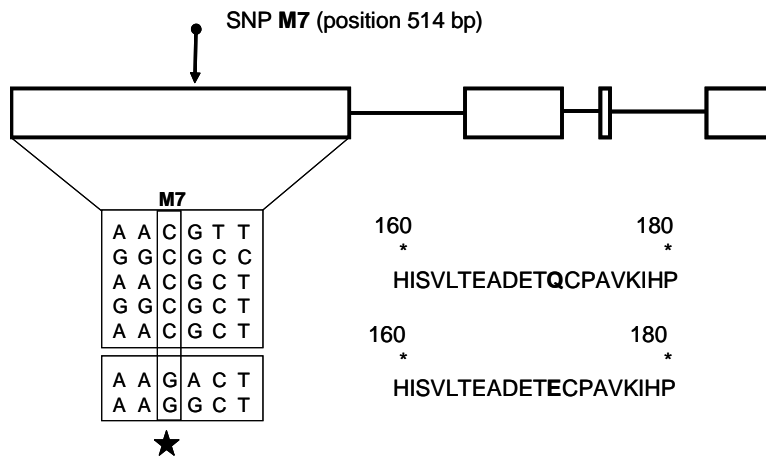 SNP M7 (position 514 bp)
M7
A A C G T T
G G C G C C
A A C G C T
G G C G C T
A A C G C T
A A G A C T
A A G G C T
160 180
* *
HISVLTEADETQCPAVKIHP
160 180
* *
HISVLTEADETECPAVKIHP